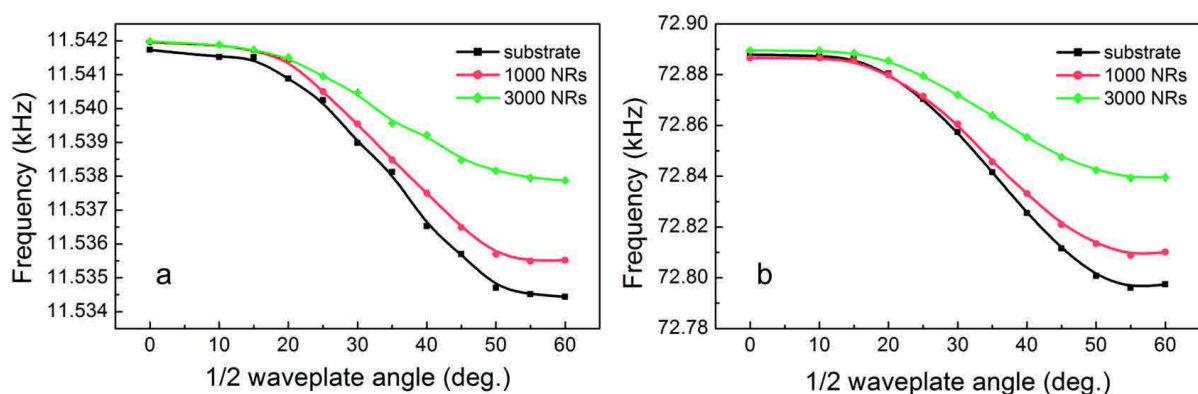 11.542
11.541
11.540
11.539
11.538
11.537
11.536
11.535
11.534
Frequency (kHz)
substrate
1000 NRs
3000 NRs
a
0 10 20 30 40 50 60
1/2 waveplate angle (deg.)
72.90
72.88
72.86
72.84
72.82
72.80
72.78
Frequency (kHz)
substrate
1000 NRs
3000 NRs
b
0 10 20 30 40 50 60
1/2 waveplate angle (deg.)